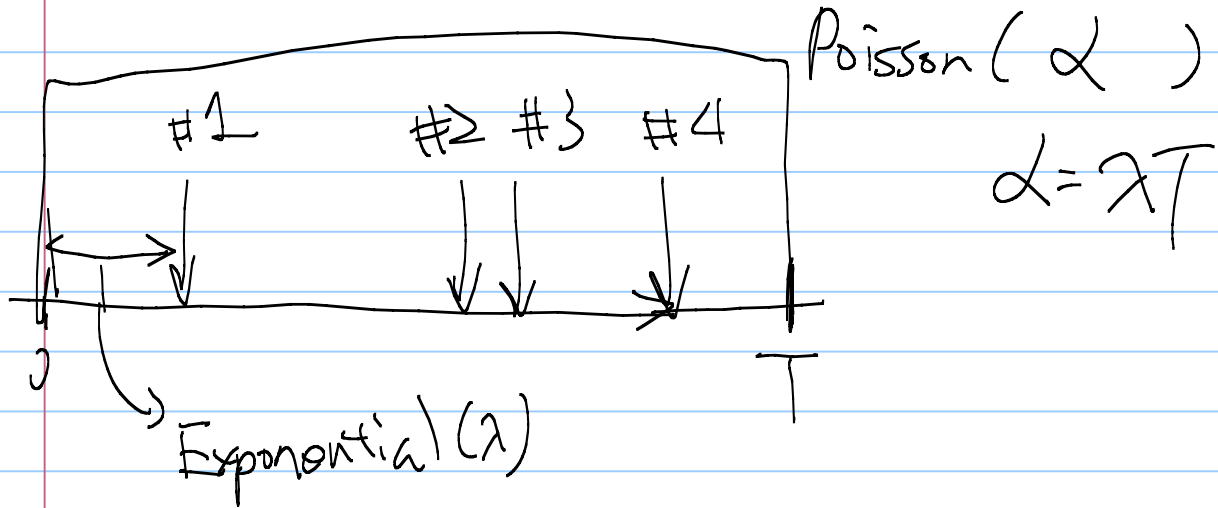 Poisson( α )
#1 #2 #3 #4
α = λT
0
T
Exponential(λ)